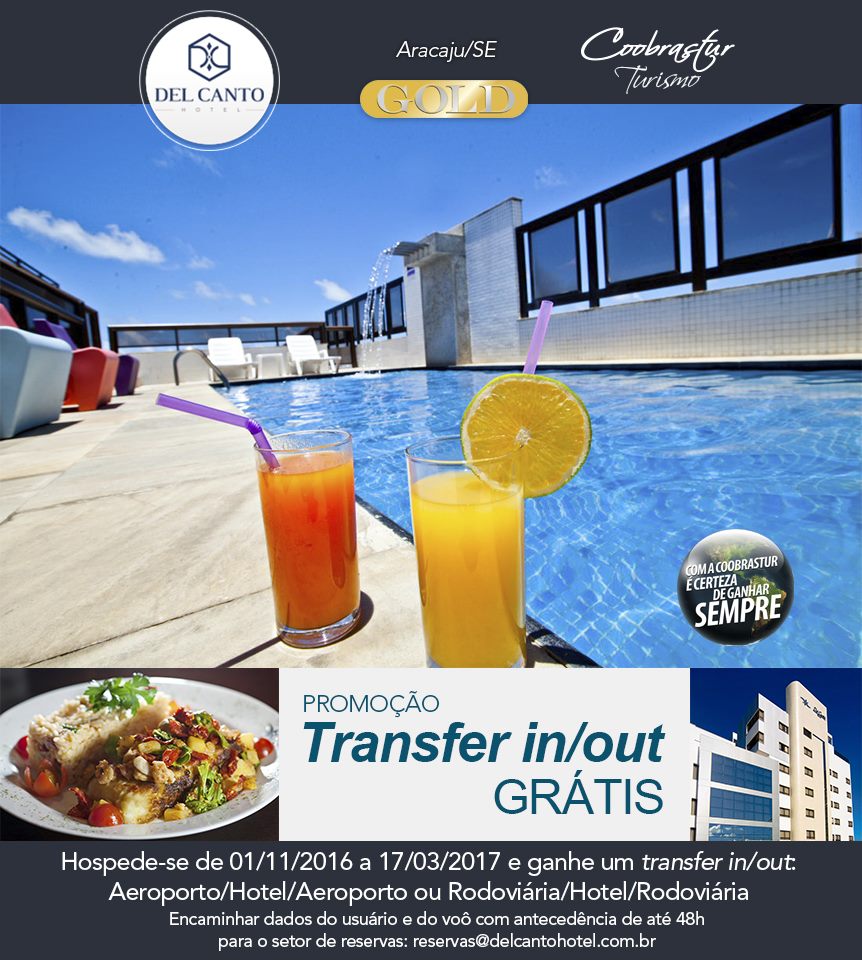 DEL CANTO
HOTEL
Aracaju/SE
GOLD
Coobrastur
Turismo
COM A COOBRASTUR
É CERTEZA
DE GANHAR
SEMPRE
PROMOÇÃO
Transfer in/out
GRÁTIS
Hospede-se de 01/11/2016 a 17/03/2017 e ganhe um transfer in/out:
Aeroporto/Hotel/Aeroporto ou Rodoviária/Hotel/Rodoviária
Encaminhar dados do usuário e do voô com antecedência de até 48h
para o setor de reservas: reservas@delcantohotel.com.br